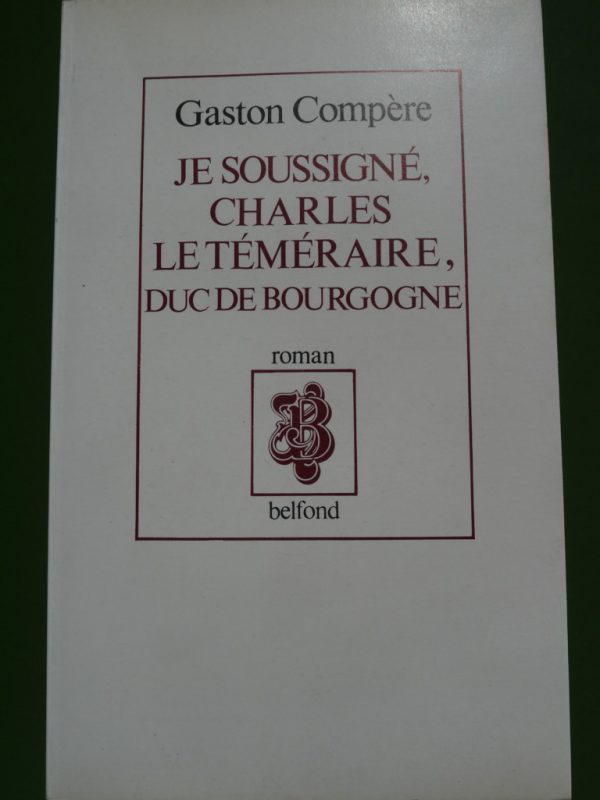 Gaston Compère
JE SOUSSIGNÉ,
CHARLES
LE TÉMÉRAIRE,
DUC DE BOURGOGNE
roman
B
belfond